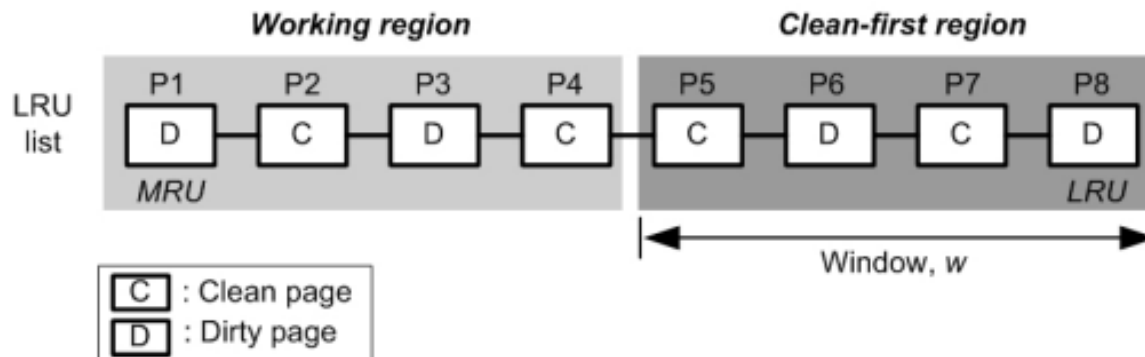 Working region Clean-first region
P1 P2 P3 P4 P5 P6 P7 P8
LRU
list
D C D C C D C D
MRU LRU
Window, w
C : Clean page
D : Dirty page